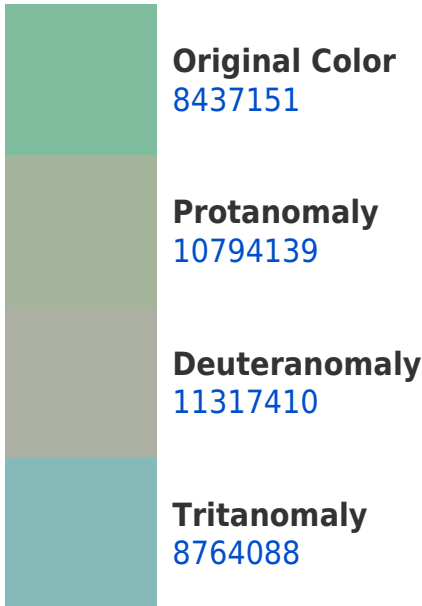 Original Color
8437151
Protanomaly
10794139
Deuteranomaly
11317410
Tritanomaly
8764088